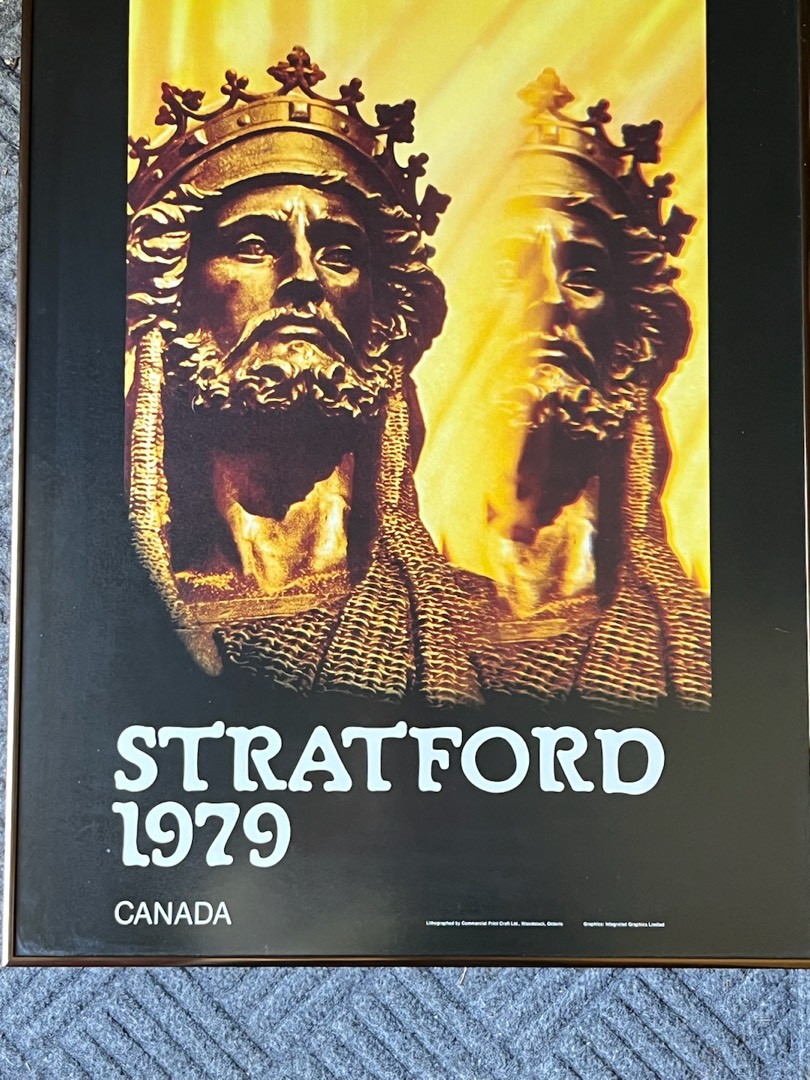 STRATFORD
1979
CANADA
Lithographed by Commercial Print Craft Ltd., Woodstock, Ontario Graphics: Integrated Graphics Limited